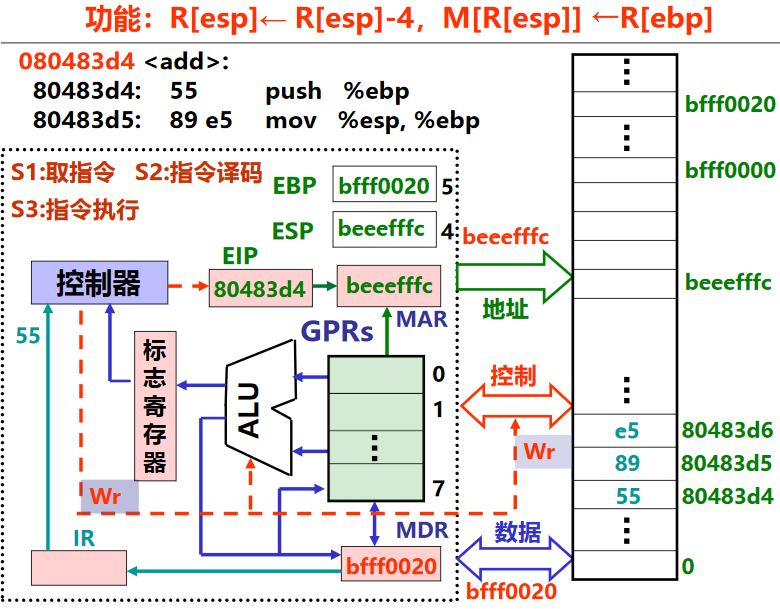 功能：R[esp]← R[esp]-4，M[R[esp]] ←R[ebp]
080483d4 <add>:
80483d4: 55 push %ebp
80483d5: 89 e5 mov %esp, %ebp
S1:取指令 S2:指令译码
S3:指令执行
EBP bfff0020 5
ESP beeefffc 4
EIP
控制器
80483d4
beeefffc
MAR
beeefffc
地址
55
标志寄存器
ALU
GPRs
0
1
⋮
7
控制
Wr
Wr
IR
MDR
bfff0020
数据
bfff0020
⋮
bfff0020
⋮
bfff0000
beeefffc
⋮
e5 80483d6
89 80483d5
55 80483d4
⋮
0